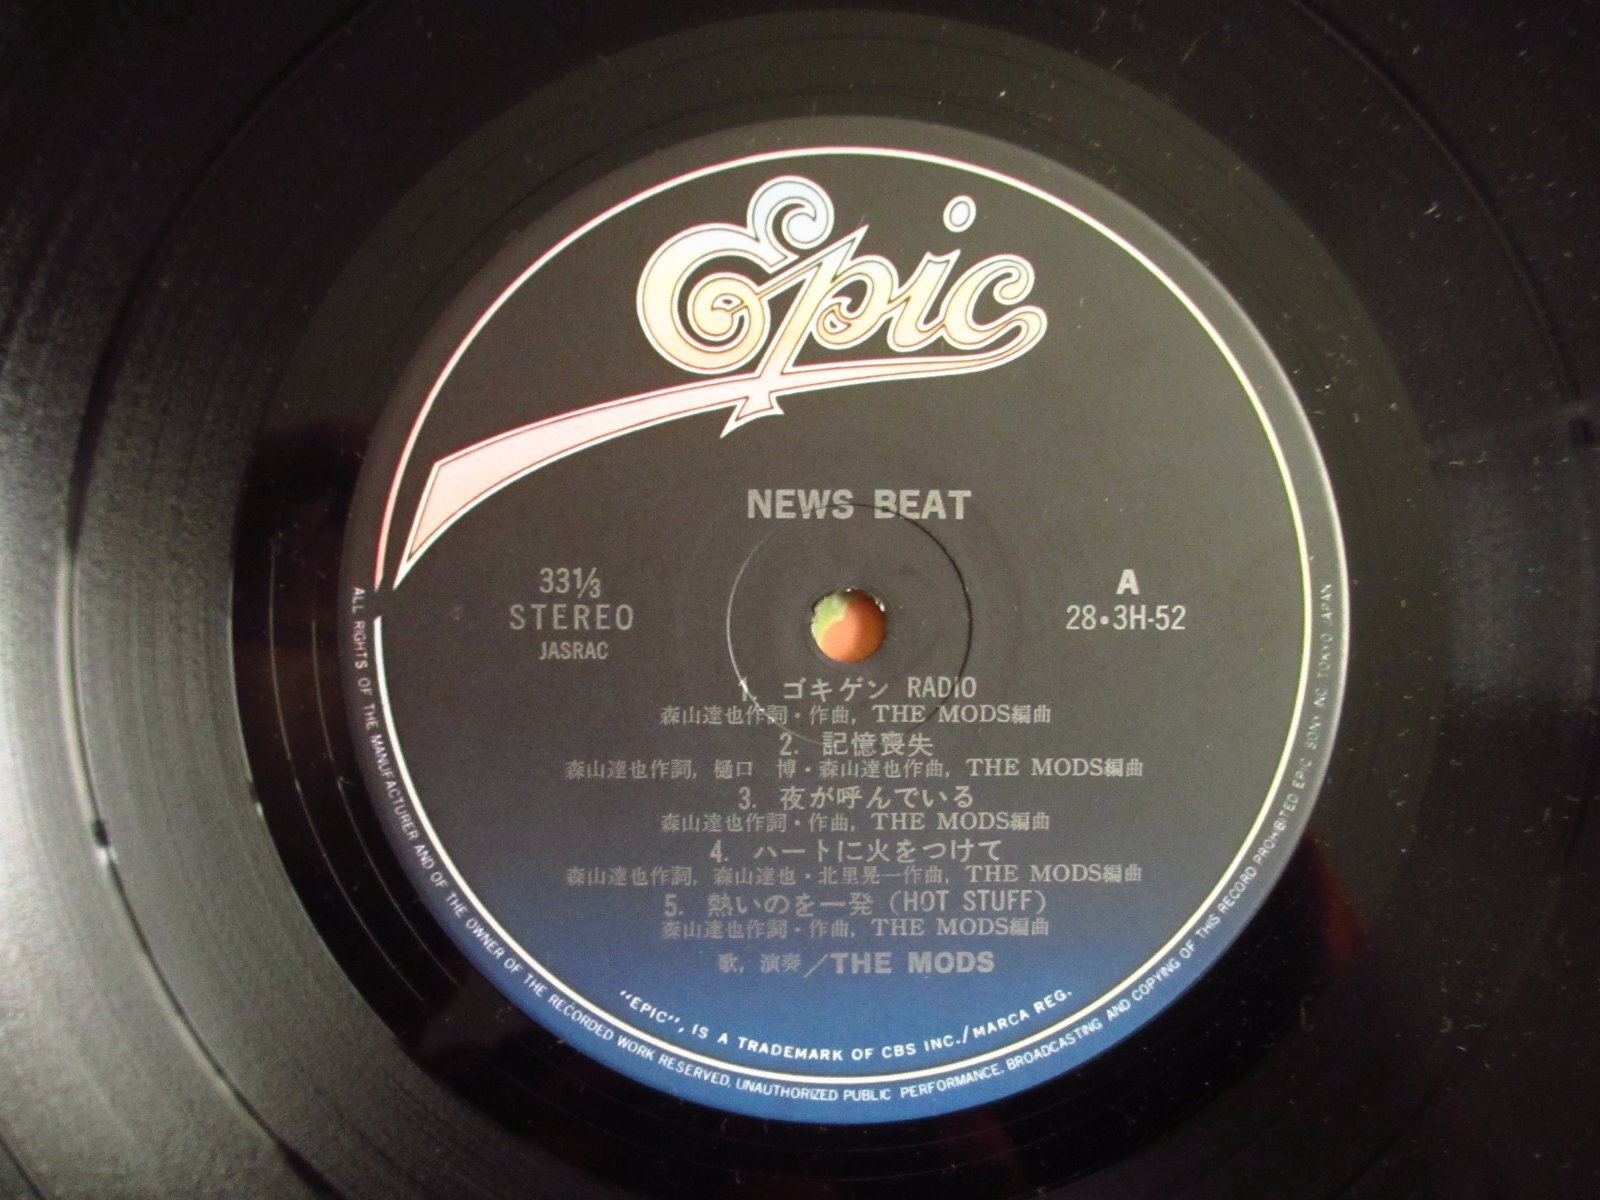 Epic
NEWS BEAT
33⅓
STEREO
JASRAC
A
28•3H-52
1. ゴキゲン RADIO
森山達也作詞・作曲, THE MODS編曲
2. 記憶喪失
森山達也作詞, 樋口 博・森山達也作曲, THE MODS編曲
3. 夜が呼んでいる
森山達也作詞・作曲, THE MODS編曲
4. ハートに火をつけて
森山達也作詞, 森山達也・北里晃一作曲, THE MODS編曲
5. 熱いのを一発 (HOT STUFF)
森山達也作詞・作曲, THE MODS編曲
歌, 演奏／THE MODS
"EPIC", IS A TRADEMARK OF CBS INC./MARCA REG.
ALL RIGHTS OF THE MANUFACTURER AND OF THE OWNER OF THE RECORDED WORK RESERVED. UNAUTHORIZED PUBLIC PERFORMANCE. BROADCASTING AND COPYING OF THIS RECORD PROHIBITED EPIC SONY INC TOKYO JAPAN